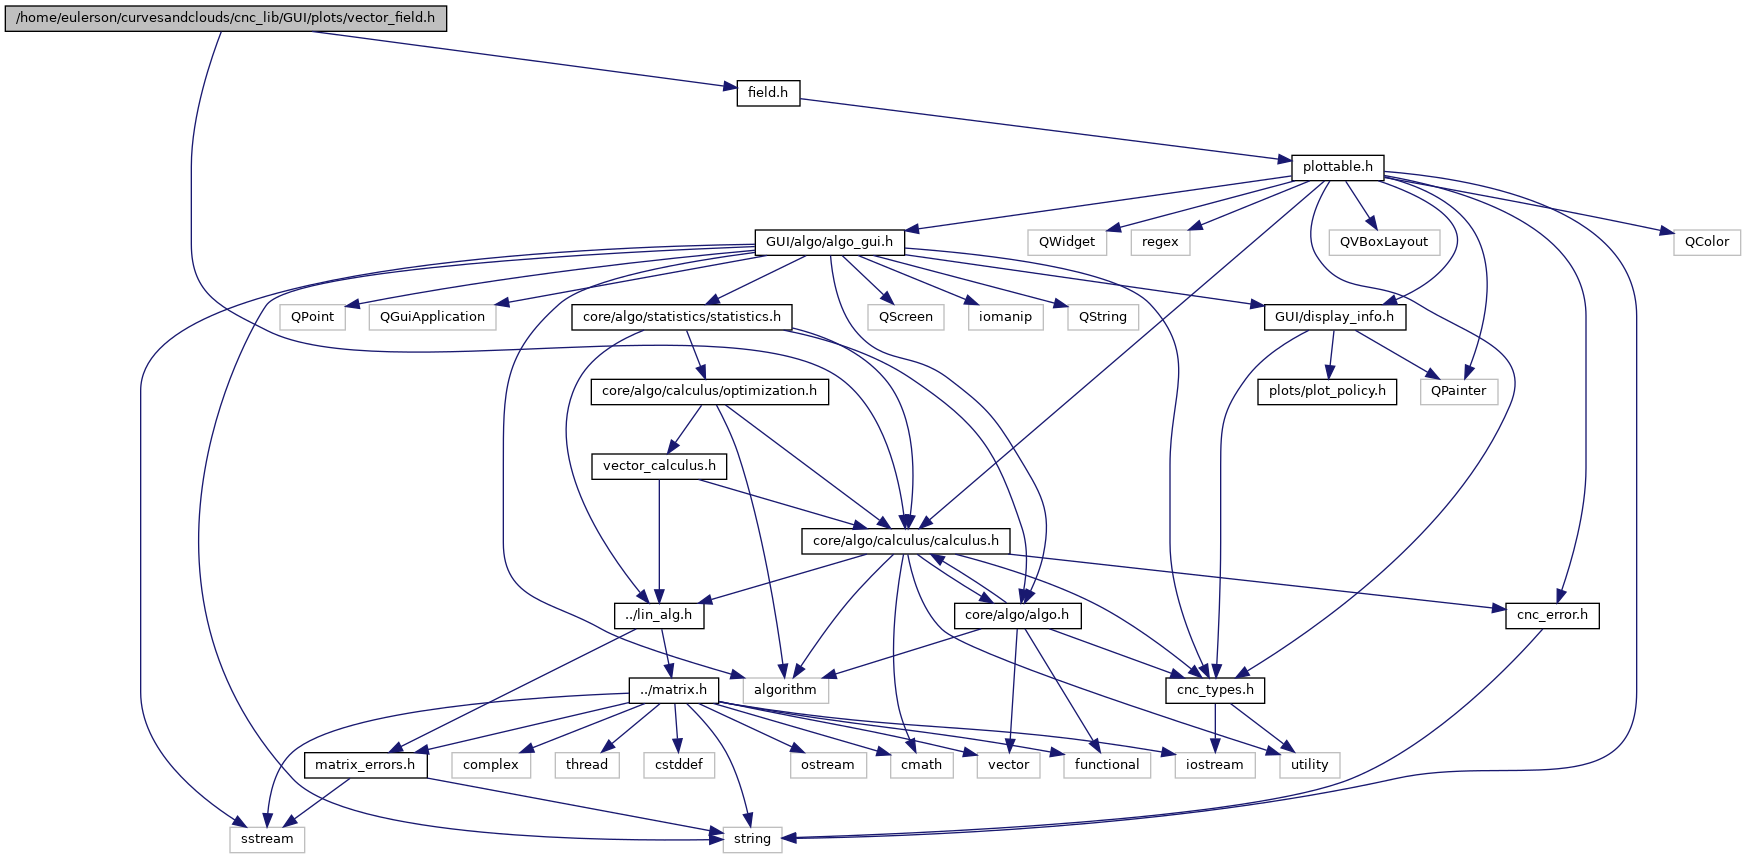 /home/eulerson/curvesandclouds/cnc_lib/GUI/plots/vector_field.h
field.h
plottable.h
GUI/algo/algo_gui.h
QWidget
regex
QVBoxLayout
QColor
QPoint
QGuiApplication
core/algo/statistics/statistics.h
QScreen
iomanip
QString
GUI/display_info.h
core/algo/calculus/optimization.h
plots/plot_policy.h
QPainter
vector_calculus.h
core/algo/calculus/calculus.h
../lin_alg.h
core/algo/algo.h
cnc_error.h
../matrix.h
algorithm
cnc_types.h
matrix_errors.h
complex
thread
cstddef
ostream
cmath
vector
functional
iostream
utility
sstream
string